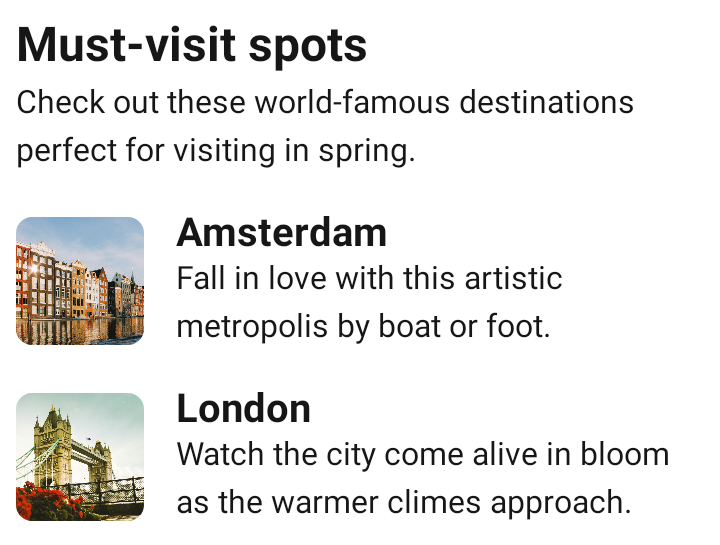 Must-visit spots
Check out these world-famous destinations
perfect for visiting in spring.
Amsterdam
Fall in love with this artistic
metropolis by boat or foot.
London
Watch the city come alive in bloom
as the warmer climes approach.